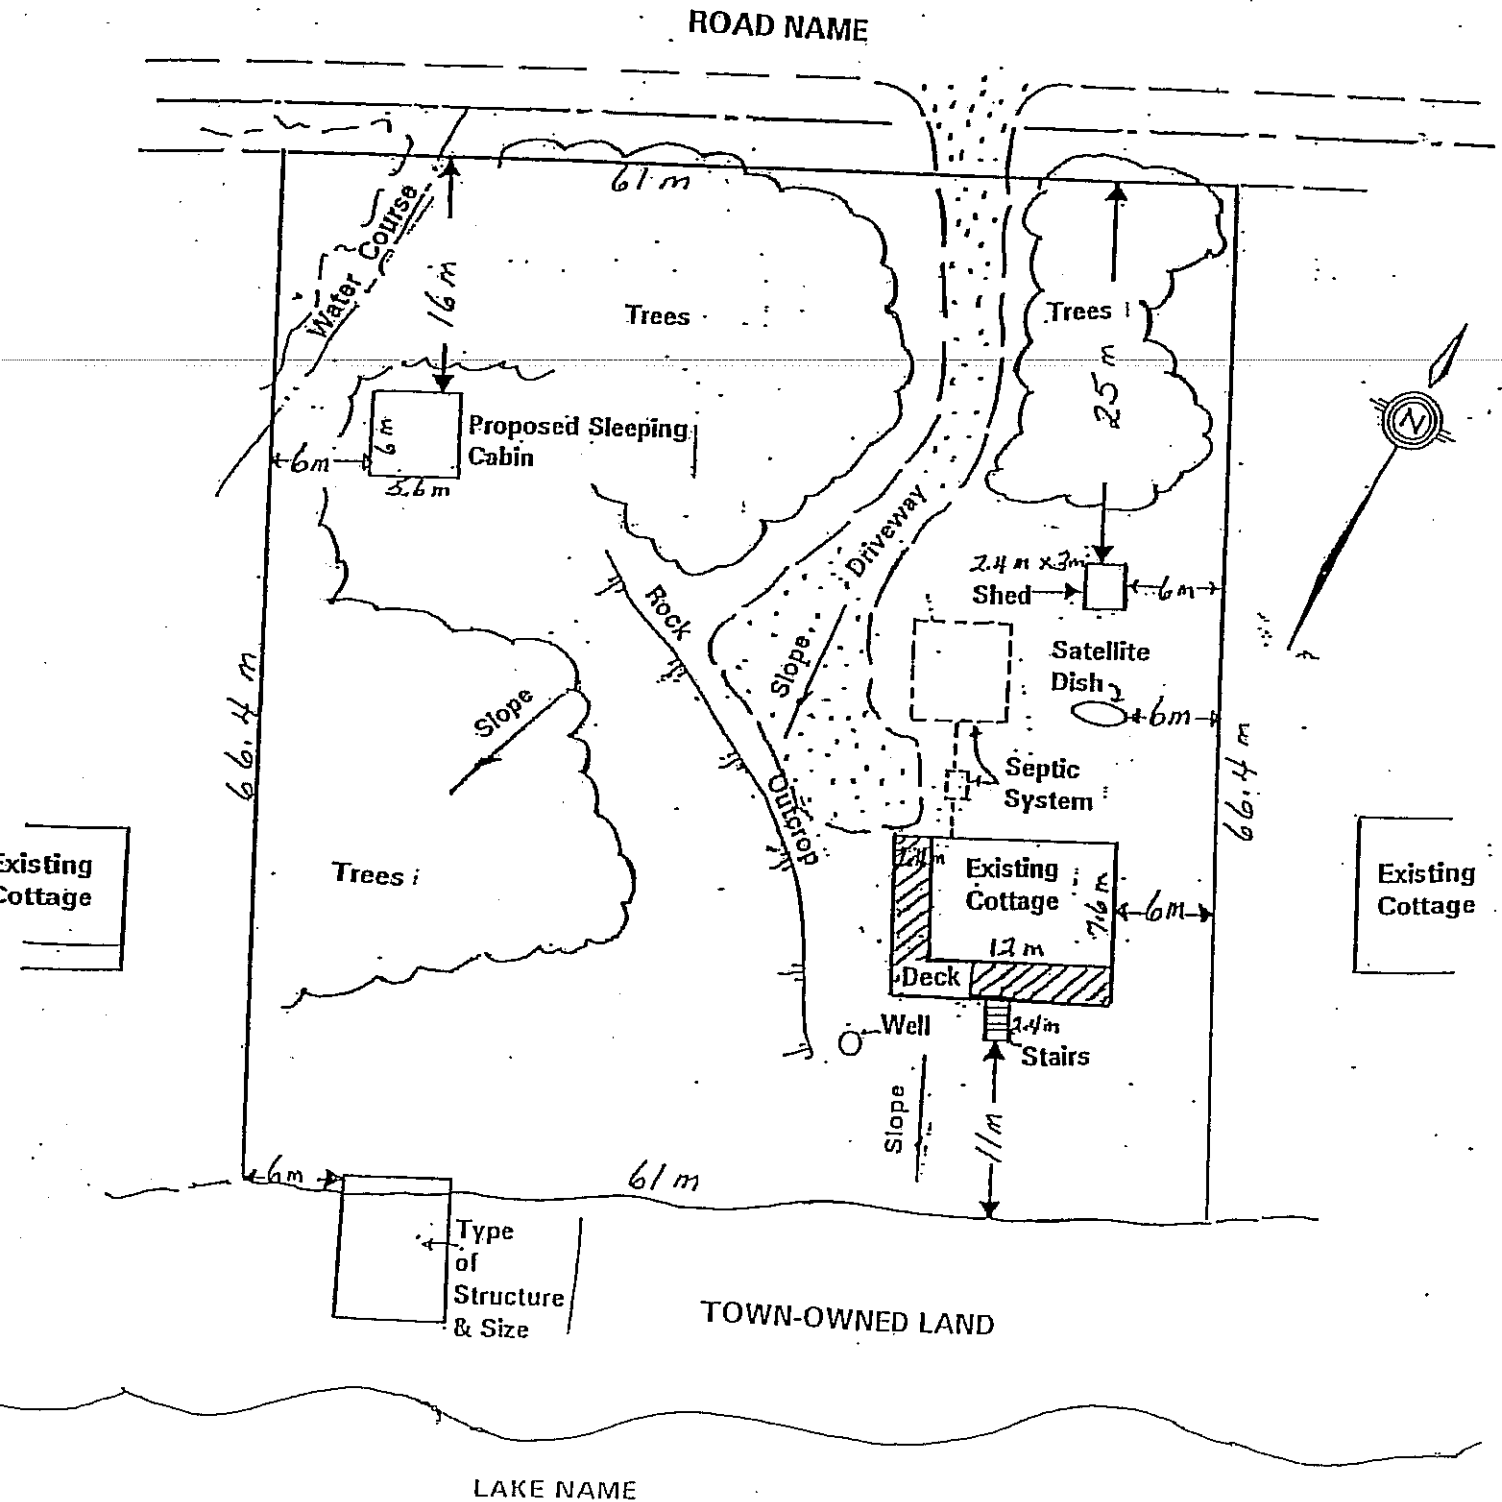 ROAD NAME
61 m
Water Course
16 m
Trees
Trees
25 m
N
Proposed Sleeping
Cabin
6 m
6m
5.6 m
Driveway
2.4 m x 3m
Shed
6m
Rock
Slope
Satellite
Dish
6m
Slope
66.4 m
66.4 m
Septic
System
Outcrop
Existing
Cottage
Trees
Existing
Cottage
7.6 m
6m
12 m
Deck
Existing
Cottage
Well
2.4m
Stairs
Slope
11m
6m
61 m
Type
of
Structure
& Size
TOWN-OWNED LAND
LAKE NAME